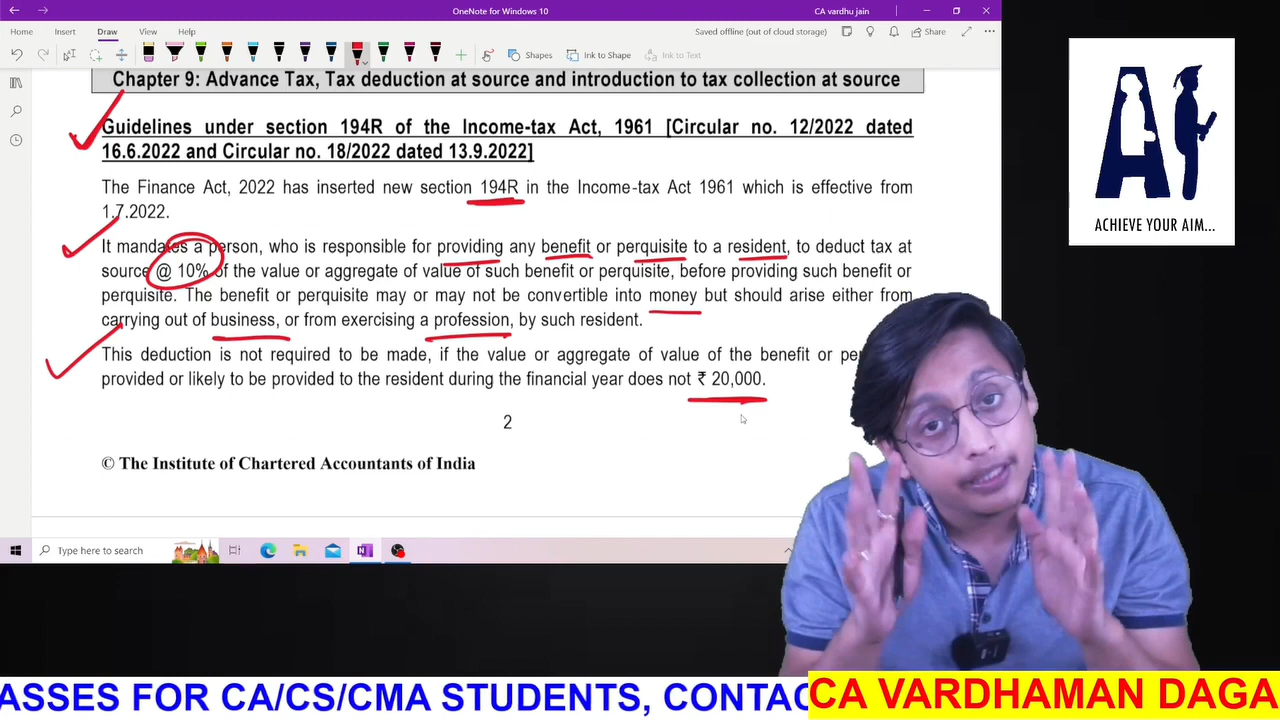 OneNote for Windows 10
CA vardhu jain
Home Insert Draw View Help
Saved offline (out of cloud storage)
Share
Shapes
Ink to Shape
Ink to Text
Chapter 9: Advance Tax, Tax deduction at source and introduction to tax collection at source
Guidelines under section 194R of the Income-tax Act, 1961 [Circular no. 12/2022 dated
16.6.2022 and Circular no. 18/2022 dated 13.9.2022]
The Finance Act, 2022 has inserted new section 194R in the Income-tax Act 1961 which is effective from
1.7.2022.
It mandates a person, who is responsible for providing any benefit or perquisite to a resident, to deduct tax at
source @ 10% of the value or aggregate of value of such benefit or perquisite, before providing such benefit or
perquisite. The benefit or perquisite may or may not be convertible into money but should arise either from
carrying out of business, or from exercising a profession, by such resident.
This deduction is not required to be made, if the value or aggregate of value of the benefit or
provided or likely to be provided to the resident during the financial year does not ₹ 20,000.
2
© The Institute of Chartered Accountants of India
Type here to search
A
ACHIEVE YOUR AIM...
ASSES FOR CA/CS/CMA STUDENTS, CONTAC
CA VARDHAMAN DAGA